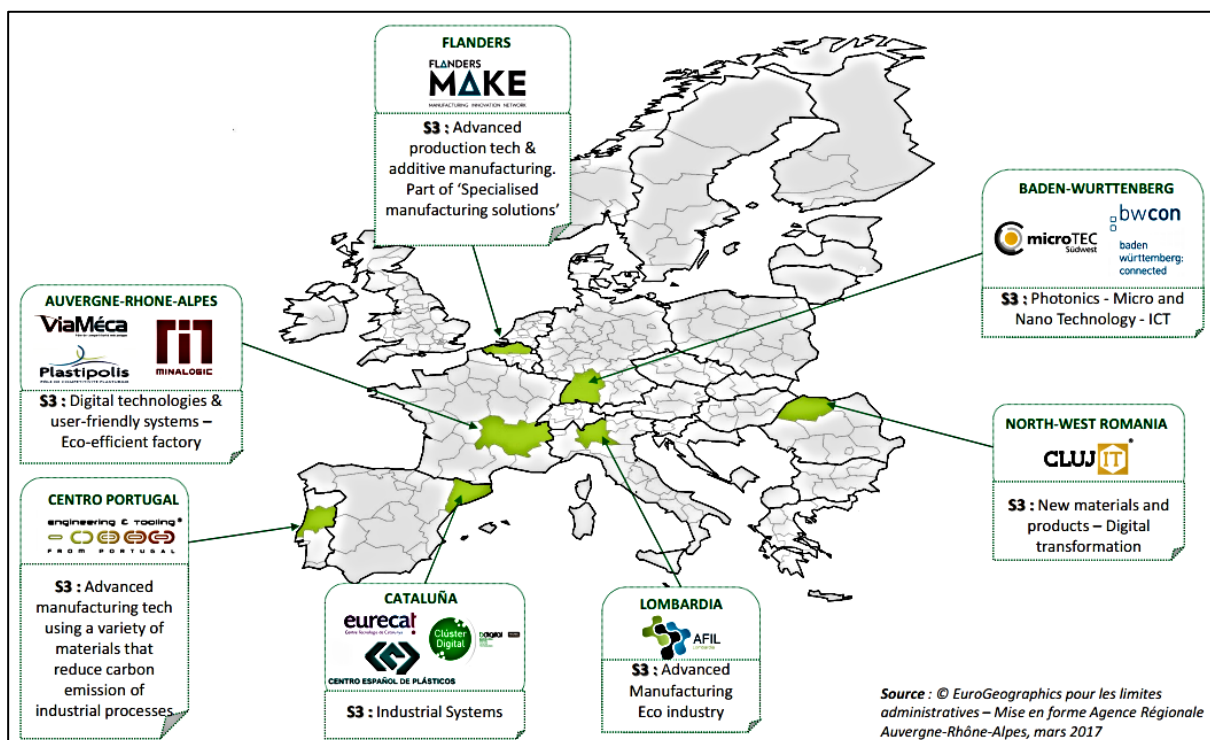 FLANDERS
FLANDERS
MAKE
MANUFACTURING INNOVATION NETWORK
S3 : Advanced
production tech &
additive manufacturing.
Part of ‘Specialised
manufacturing solutions’
BADEN-WURTTENBERG
microTEC
Südwest
bwcon
baden
württemberg:
connected
S3 : Photonics - Micro and
Nano Technology - ICT
AUVERGNE-RHONE-ALPES
ViaMéca
Plastipolis
PÔLE DE COMPÉTITIVITÉ PLASTURGIE
MINALOGIC
S3 : Digital technologies &
user-friendly systems –
Eco-efficient factory
NORTH-WEST ROMANIA
CLUJ IT
S3 : New materials and
products – Digital
transformation
CENTRO PORTUGAL
engineering & tooling
FROM PORTUGAL
S3 : Advanced
manufacturing tech
using a variety of
materials that
reduce carbon
emission of
industrial processes
CATALUÑA
eurecat
Centre Tecnològic de Catalunya
Clúster
Digital
CENTRO ESPAÑOL DE PLÁSTICOS
S3 : Industrial Systems
LOMBARDIA
AFIL
Lombardia
S3 : Advanced
Manufacturing
Eco industry
Source : © EuroGeographics pour les limites
administratives – Mise en forme Agence Régionale
Auvergne-Rhône-Alpes, mars 2017